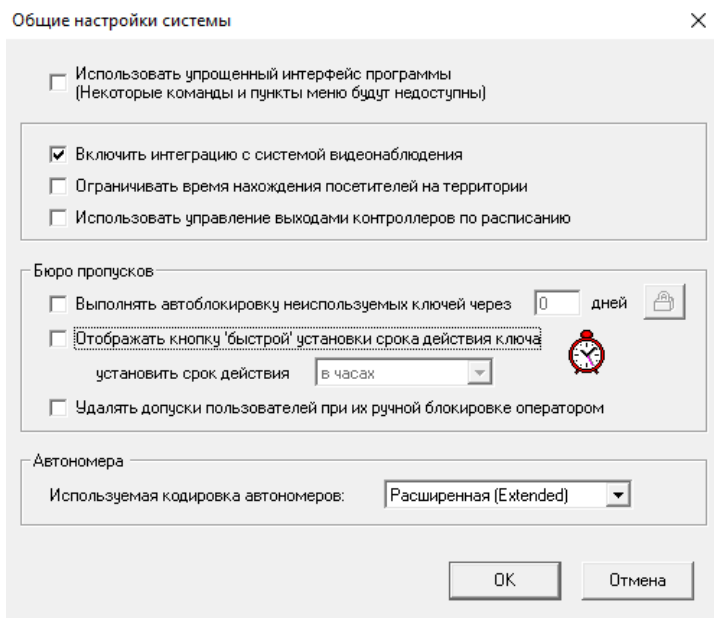 Общие настройки системы
Использовать упрощенный интерфейс программы
(Некоторые команды и пункты меню будут недоступны)
Включить интеграцию с системой видеонаблюдения
Ограничивать время нахождения посетителей на территории
Использовать управление выходами контроллеров по расписанию
Бюро пропусков
Выполнять автоблокировку неиспользуемых ключей через 0 дней
Отображать кнопку 'быстрой' установки срока действия ключа
установить срок действия в часах
Удалять допуски пользователей при их ручной блокировке оператором
Автономера
Используемая кодировка автономеров: Расширенная (Extended)
OK Отмена